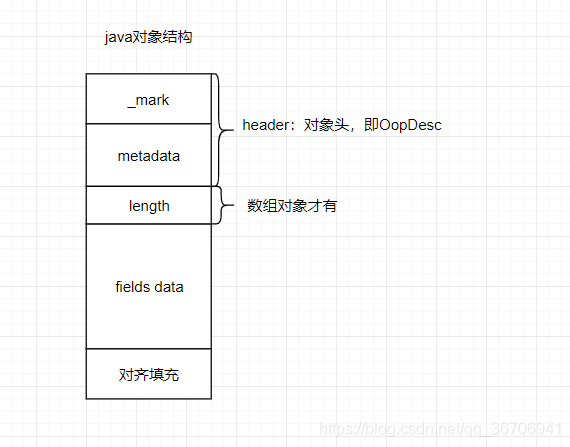 java对象结构
_mark
header：对象头，即OopDesc
metadata
length
数组对象才有
fields data
对齐填充
https://blog.csdn.net/qq_36706941